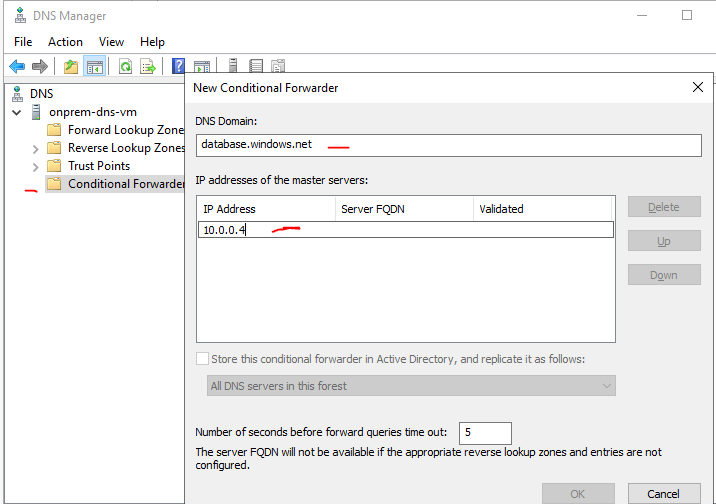 DNS Manager
File Action View Help
DNS
onprem-dns-vm
Forward Lookup Zone
Reverse Lookup Zones
Trust Points
Conditional Forwarder
New Conditional Forwarder
DNS Domain:
database.windows.net
IP addresses of the master servers:
IP Address Server FQDN Validated
10.0.0.4
Delete
Up
Down
Store this conditional forwarder in Active Directory, and replicate it as follows:
All DNS servers in this forest
Number of seconds before forward queries time out: 5
The server FQDN will not be available if the appropriate reverse lookup zones and entries are not
configured.
OK Cancel